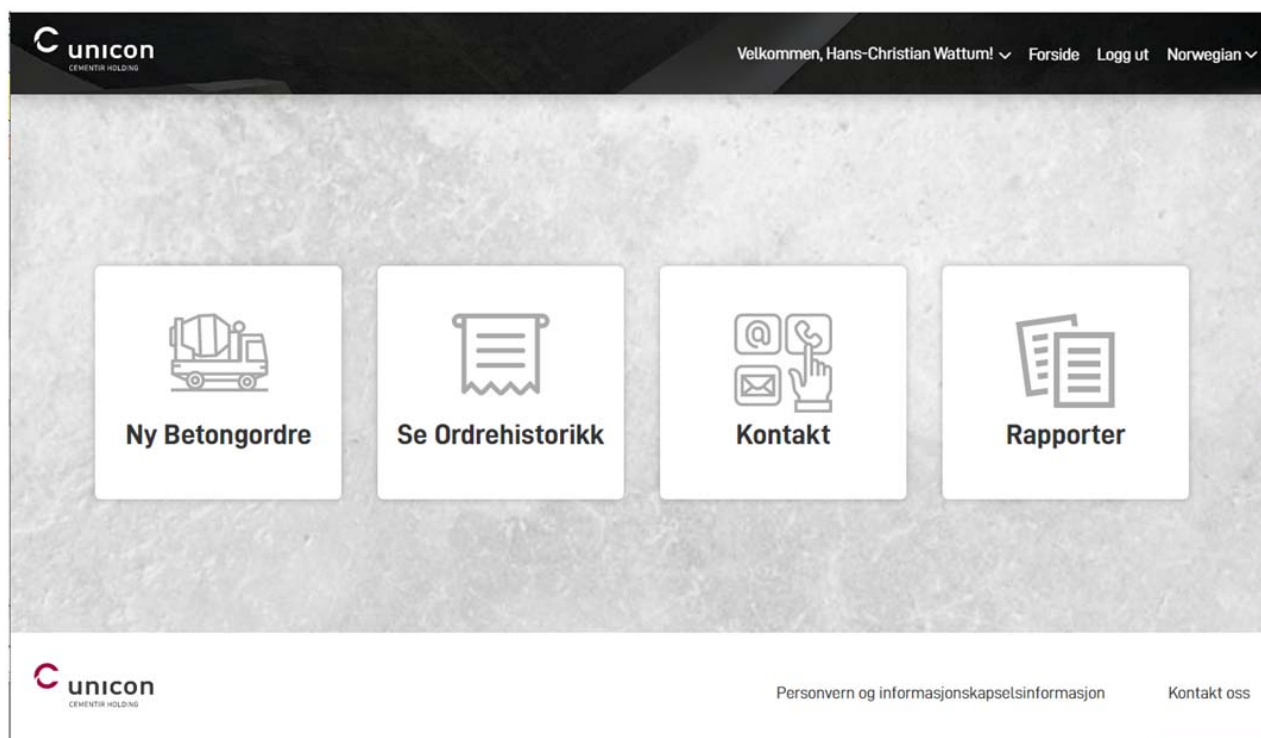 unicon
CEMENTIR HOLDING
Velkommen, Hans-Christian Wattum! Forside Logg ut Norwegian
@
Ny Betongordre
Se Ordrehistorikk
Kontakt
Rapporter
unicon
CEMENTIR HOLDING
Personvern og informasjonskapselsinformasjon Kontakt oss